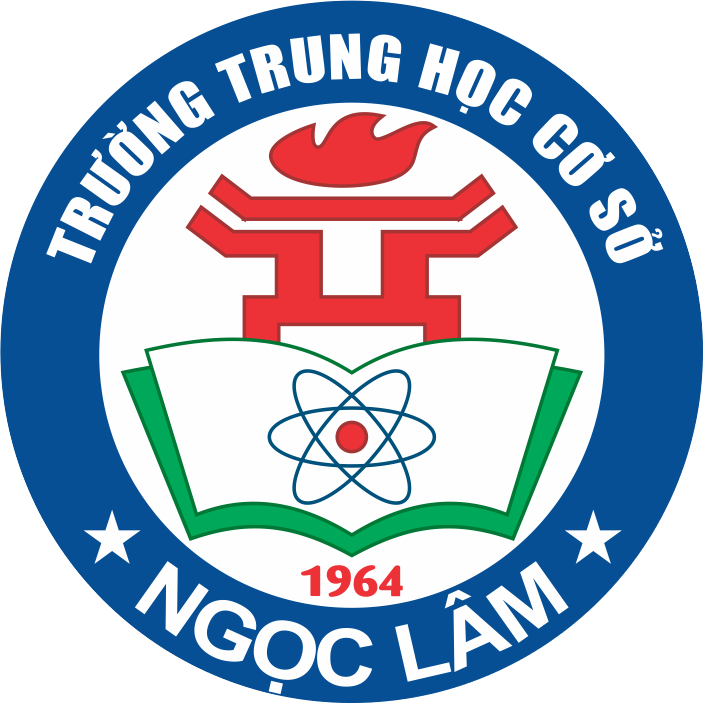 TRƯỜNG TRUNG HỌC CƠ SỞ
1964
NGỌC LÂM